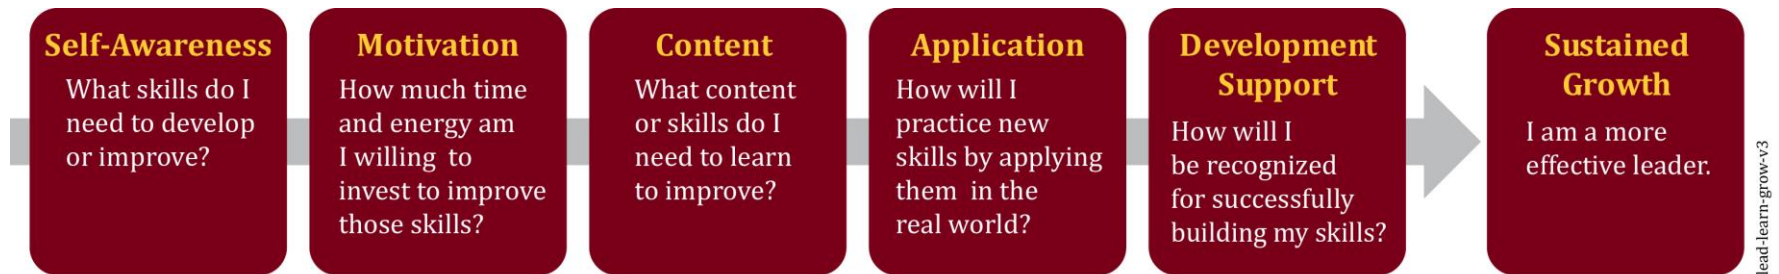 Self-Awareness
What skills do I
need to develop
or improve?
Motivation
How much time
and energy am
I willing to
invest to improve
those skills?
Content
What content
or skills do I
need to learn
to improve?
Application
How will I
practice new
skills by applying
them in the
real world?
Development
Support
How will I
be recognized
for successfully
building my skills?
Sustained
Growth
I am a more
effective leader.
lead-learn-grow-v3